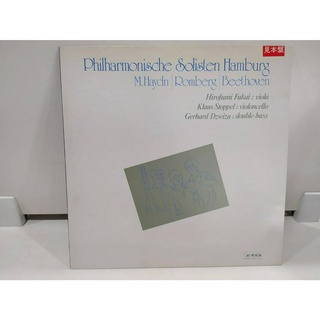 見本盤
Philharmonische Solisten Hamburg
M.Haydn / Romberg / Beethoven
Hirofumi Fukai : viola
Klaus Stoppel : violoncello
Gerhard Dzwiza : double bass